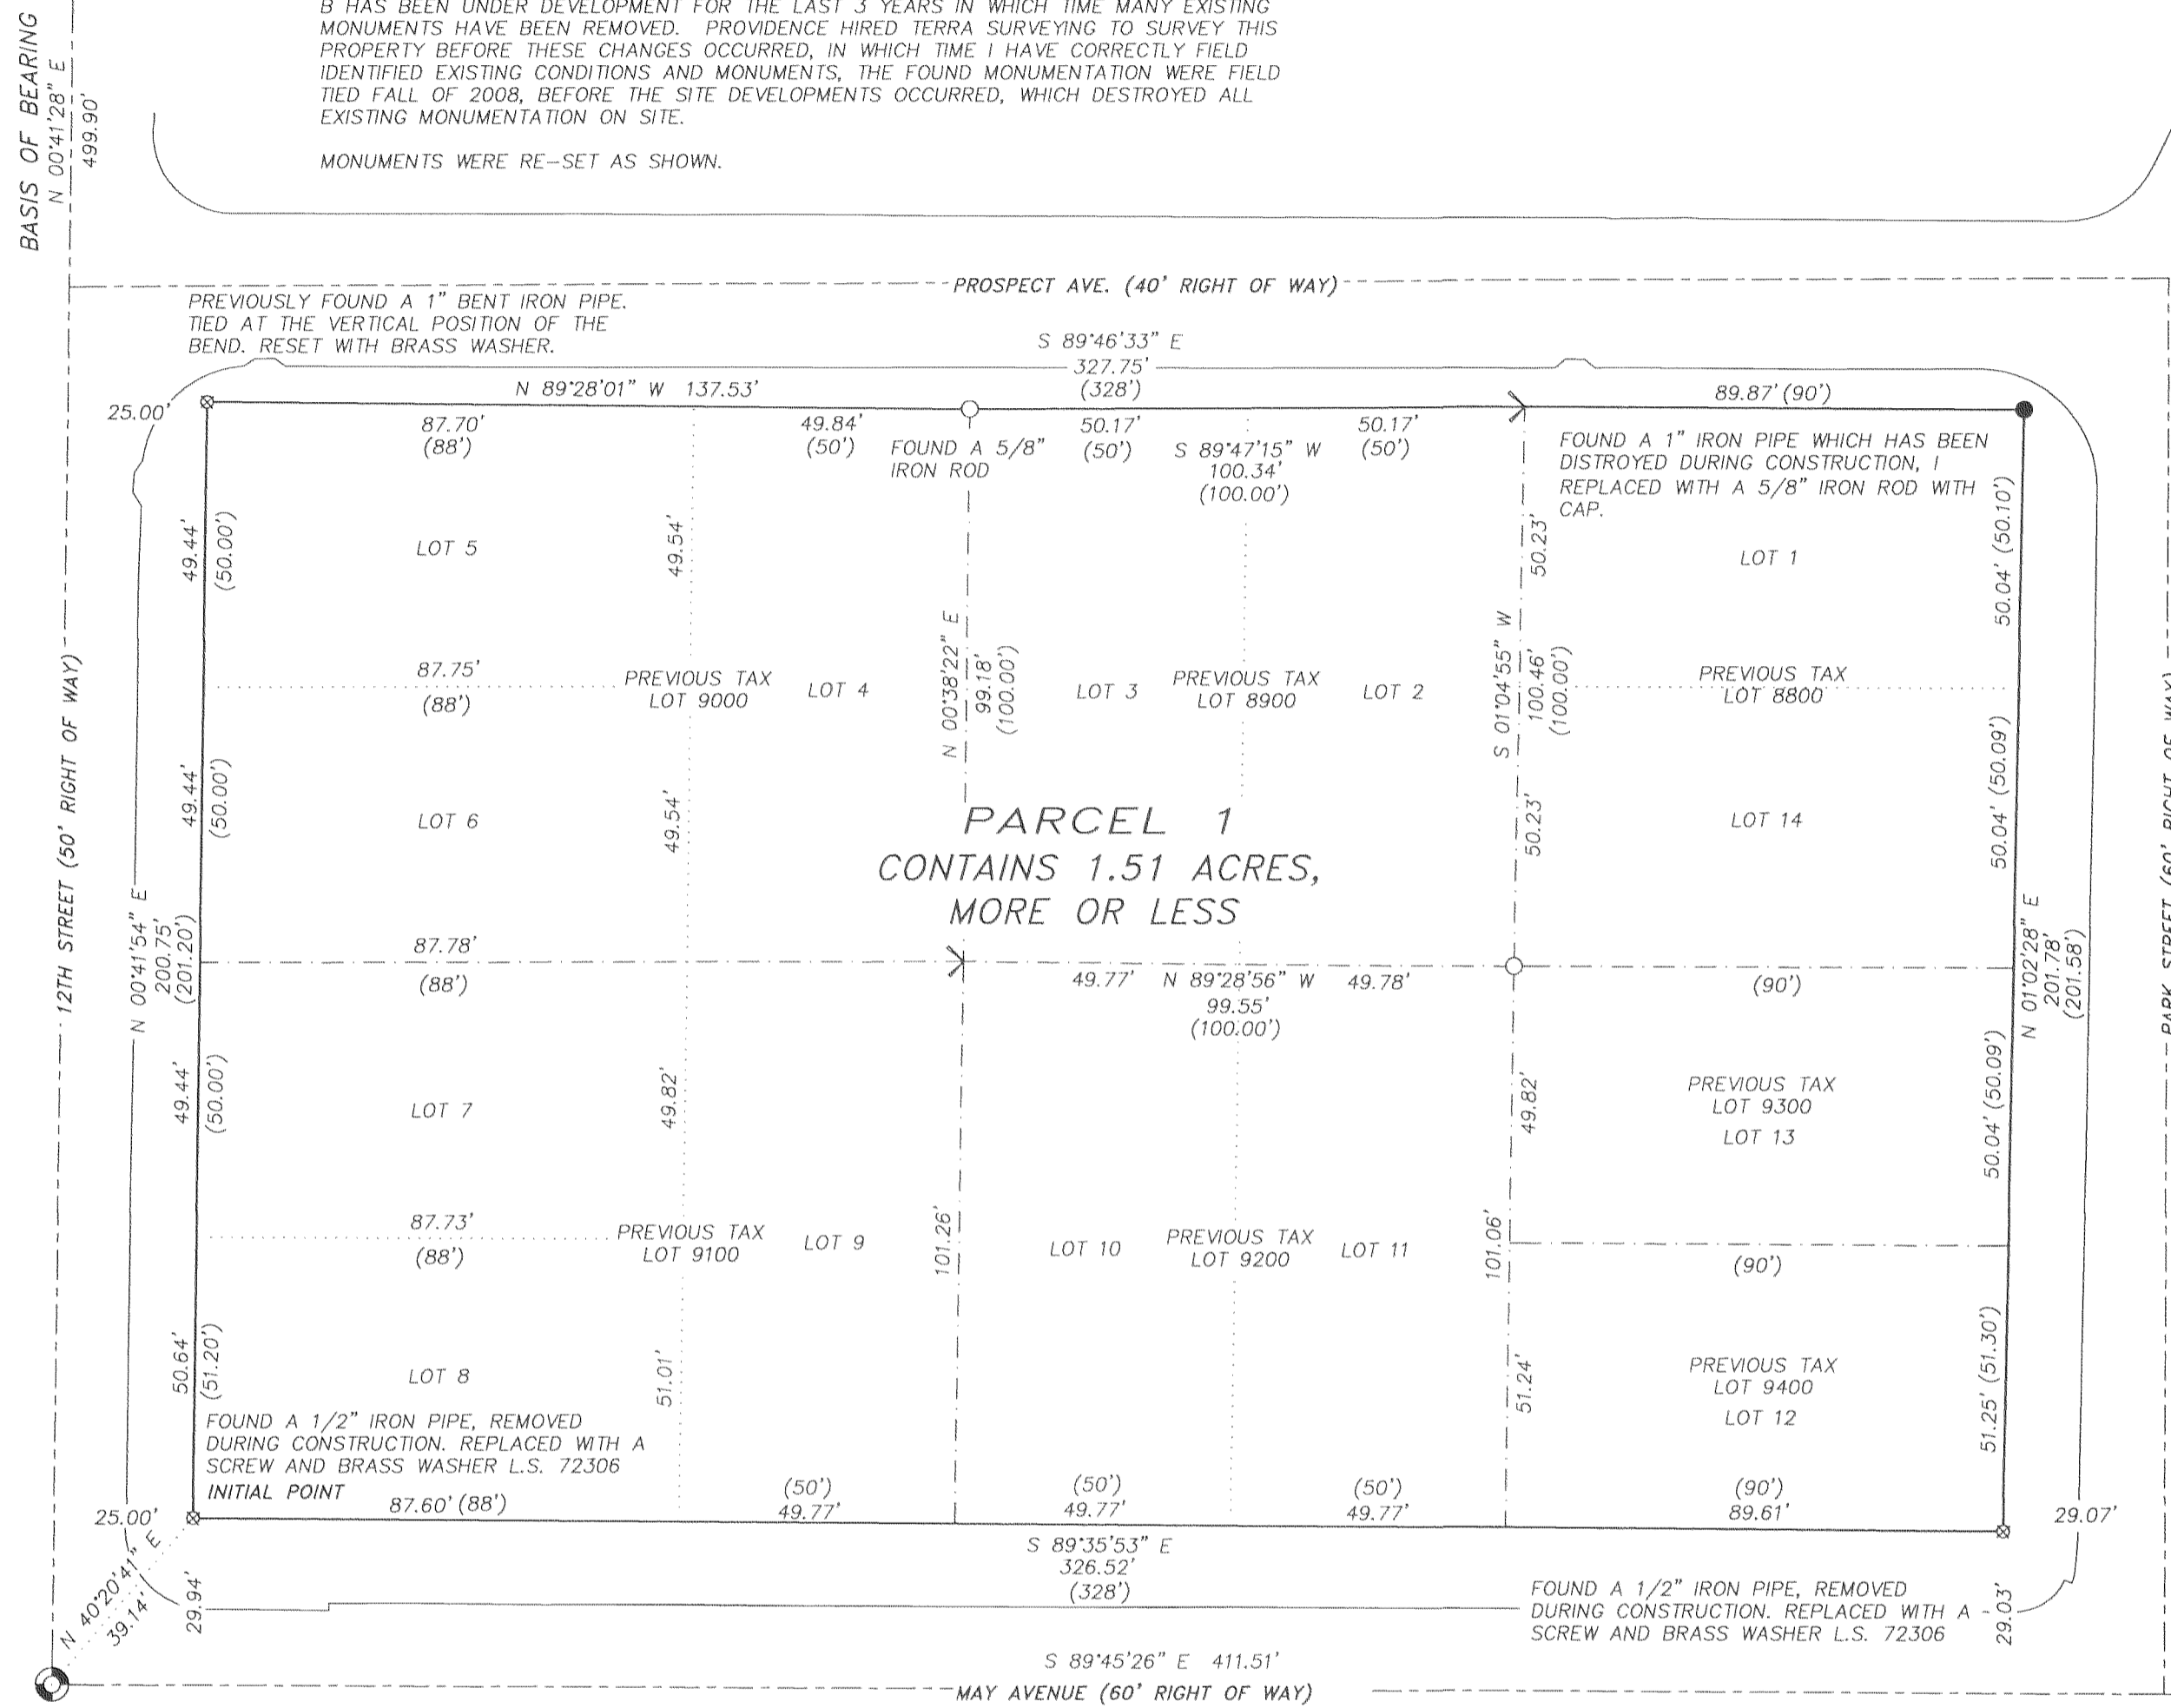 B HAS BEEN UNDER DEVELOPMENT FOR THE LAST 3 YEARS IN WHICH TIME MANY EXISTING
MONUMENTS HAVE BEEN REMOVED. PROVIDENCE HIRED TERRA SURVEYING TO SURVEY THIS
PROPERTY BEFORE THESE CHANGES OCCURRED, IN WHICH TIME I HAVE CORRECTLY FIELD
IDENTIFIED EXISTING CONDITIONS AND MONUMENTS, THE FOUND MONUMENTATION WERE FIELD
TIED FALL OF 2008, BEFORE THE SITE DEVELOPMENTS OCCURRED, WHICH DESTROYED ALL
EXISTING MONUMENTATION ON SITE.
MONUMENTS WERE RE-SET AS SHOWN.
BASIS OF BEARING
N 00°41'28" E
499.90'
PROSPECT AVE. (40' RIGHT OF WAY)
PREVIOUSLY FOUND A 1" BENT IRON PIPE.
TIED AT THE VERTICAL POSITION OF THE
BEND. RESET WITH BRASS WASHER.
S 89°46'33" E
327.75'
(328')
25.00'
N 89°28'01" W 137.53'
89.87' (90')
87.70'
(88')
49.84'
(50')
FOUND A 5/8"
IRON ROD
50.17'
(50')
S 89°47'15" W
100.34'
(100.00')
50.17'
(50')
FOUND A 1" IRON PIPE WHICH HAS BEEN
DISTROYED DURING CONSTRUCTION, I
REPLACED WITH A 5/8" IRON ROD WITH
CAP.
49.44'
(50.00')
LOT 5
49.54'
50.23'
LOT 1
50.04' (50.10')
N 00°38'22" E
99.18'
(100.00')
S 01°04'55" W
100.46'
(100.00')
87.75'
(88')
PREVIOUS TAX
LOT 9000
LOT 4
LOT 3
PREVIOUS TAX
LOT 8900
LOT 2
PREVIOUS TAX
LOT 8800
12TH STREET (50' RIGHT OF WAY)
PARK STREET (60' RIGHT OF WAY)
49.44'
(50.00')
LOT 6
49.54'
PARCEL 1
CONTAINS 1.51 ACRES,
MORE OR LESS
50.23'
LOT 14
50.04' (50.09')
N 00°41'54" E
200.75'
(201.20')
87.78'
(88')
49.77'
N 89°28'56" W
99.55'
(100.00')
49.78'
(90')
N 01°02'28" E
201.78'
(201.58')
49.44'
(50.00')
LOT 7
49.82'
49.82'
PREVIOUS TAX
LOT 9300
LOT 13
50.04' (50.09')
87.73'
(88')
PREVIOUS TAX
LOT 9100
LOT 9
101.26'
LOT 10
PREVIOUS TAX
LOT 9200
LOT 11
101.06'
(90')
50.64'
(51.20')
LOT 8
51.01'
51.24'
PREVIOUS TAX
LOT 9400
LOT 12
51.25' (51.30')
FOUND A 1/2" IRON PIPE, REMOVED
DURING CONSTRUCTION. REPLACED WITH A
SCREW AND BRASS WASHER L.S. 72306
INITIAL POINT
87.60' (88')
(50')
49.77'
(50')
49.77'
(50')
49.77'
(90')
89.61'
25.00'
29.07'
S 89°35'53" E
326.52'
(328')
N 40°20'41" E
39.14'
29.94'
FOUND A 1/2" IRON PIPE, REMOVED
DURING CONSTRUCTION. REPLACED WITH A
SCREW AND BRASS WASHER L.S. 72306
29.03'
S 89°45'26" E 411.51'
MAY AVENUE (60' RIGHT OF WAY)